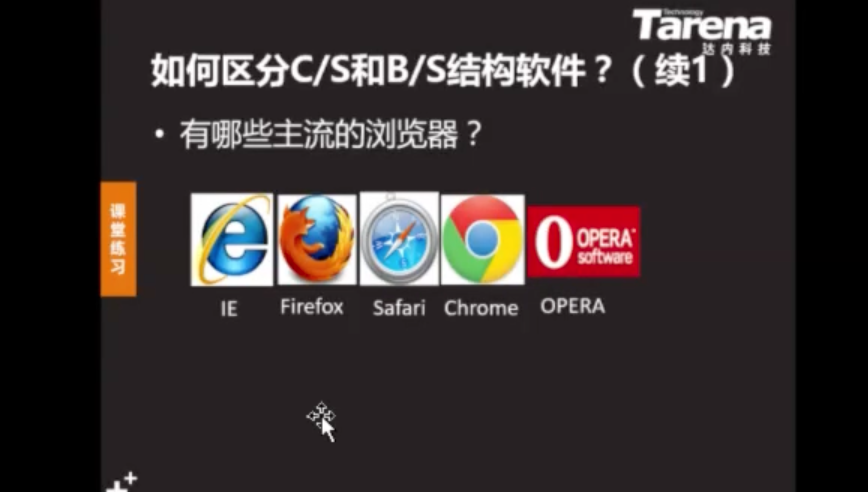 Technology
Tarena
达内科技
如何区分C/S和B/S结构软件？（续1）
• 有哪些主流的浏览器？
课堂练习
OPERA
software
IE Firefox Safari Chrome OPERA